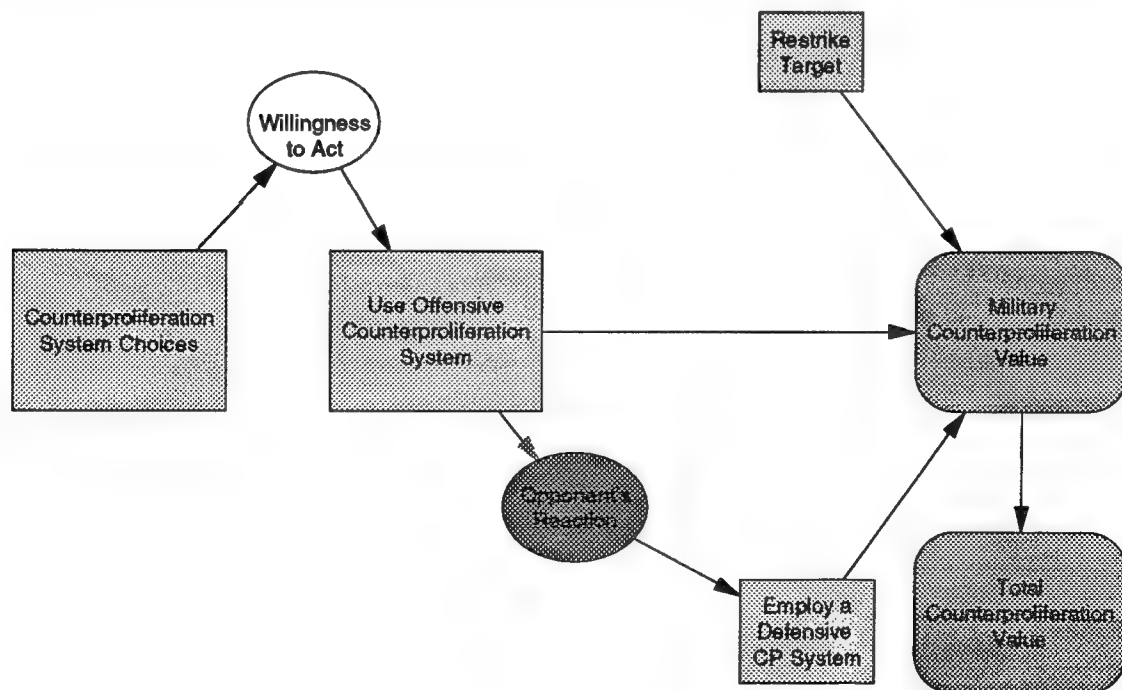 Restrike
Target
Willingness
to Act
Counterproliferation
System Choices
Use Offensive
Counterproliferation
System
Military
Counterproliferation
Value
Opponant's
Reaction
Employ a
Defensive
CP System
Total
Counterproliferation
Value